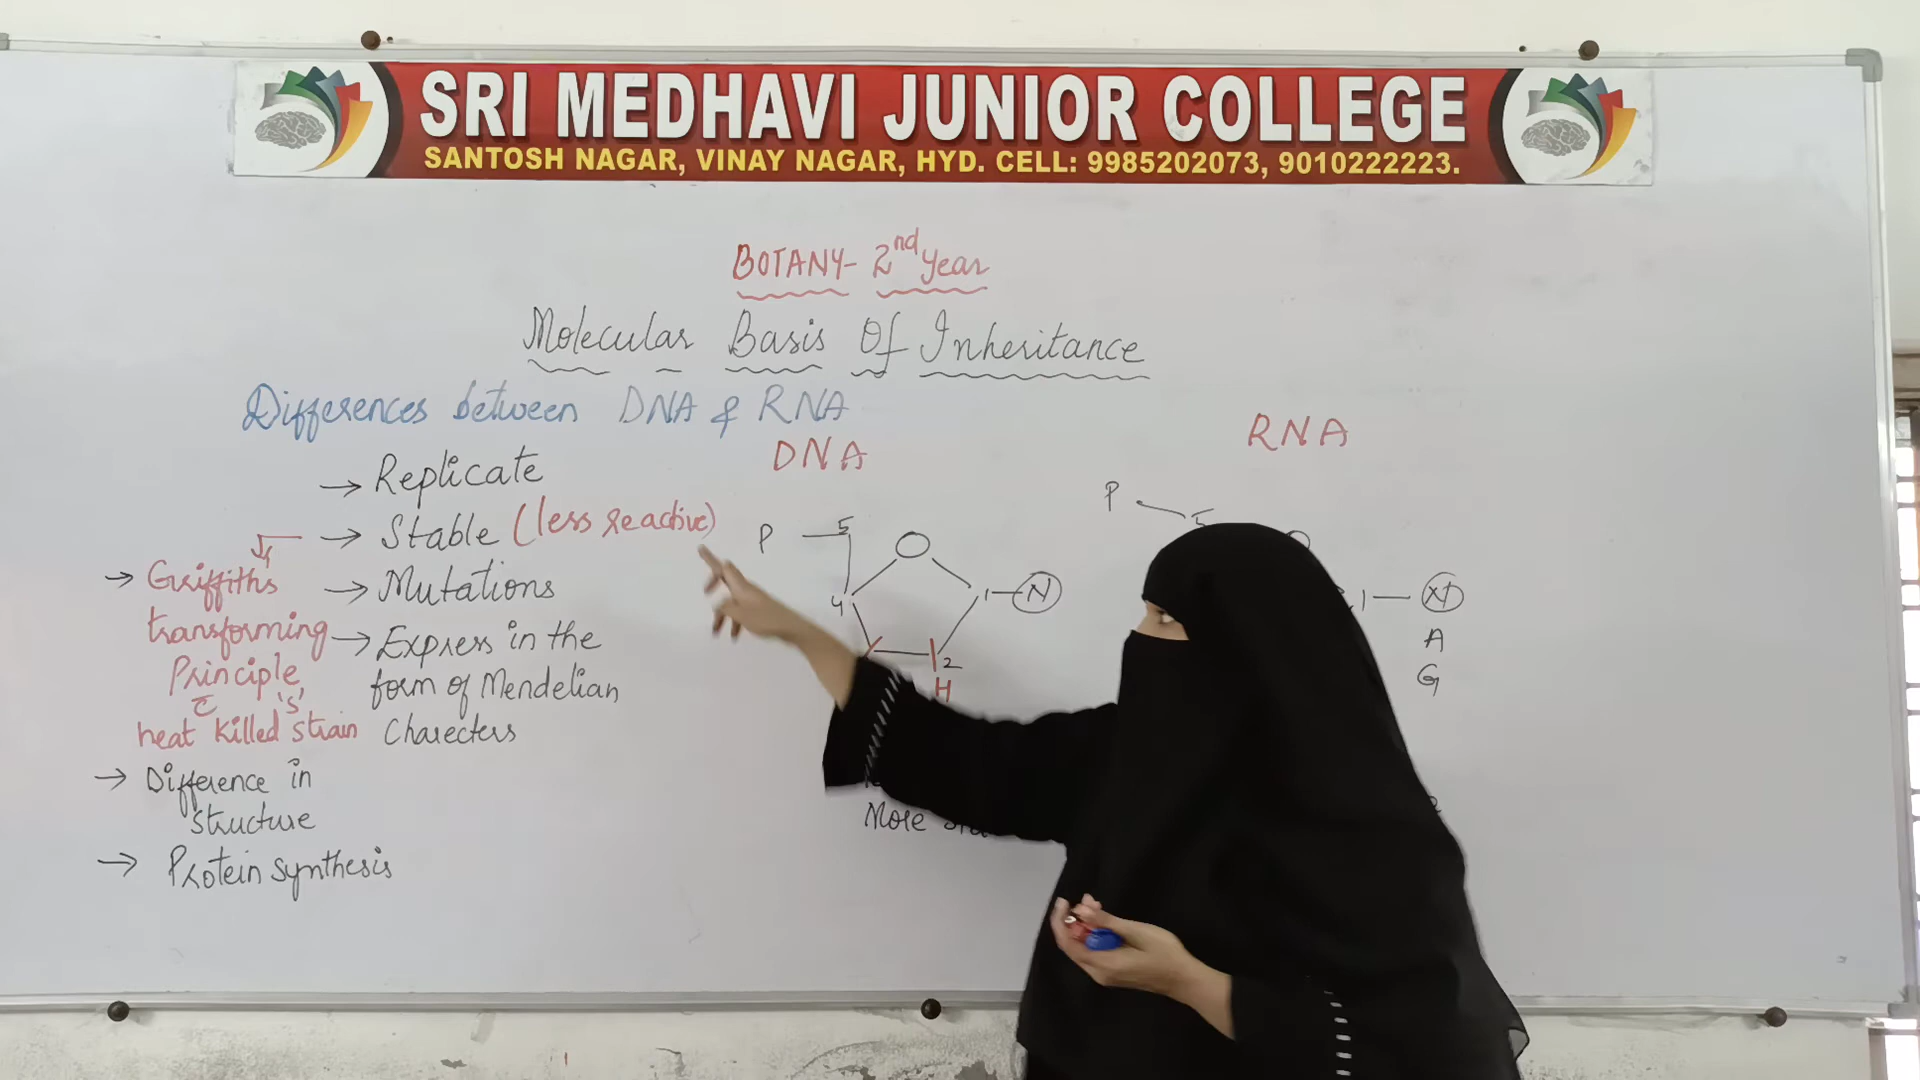 SRI MEDHAVI JUNIOR COLLEGE
SANTOSH NAGAR, VINAY NAGAR, HYD. CELL: 9985202073, 9010222223.
BOTANY- 2nd Year
Molecular Basis Of Inheritance
Differences between DNA & RNA
→ Replicate
→ Stable (less reactive)
→ Mutations
→ Express in the
form of Mendelian
Charecters
→ Griffiths
transforming
Principle
c 's'
heat killed strain
→ Difference in
structure
→ Protein synthesis
DNA
P 5
4 1 N
2
H
More
RNA
P 5
1
A
G